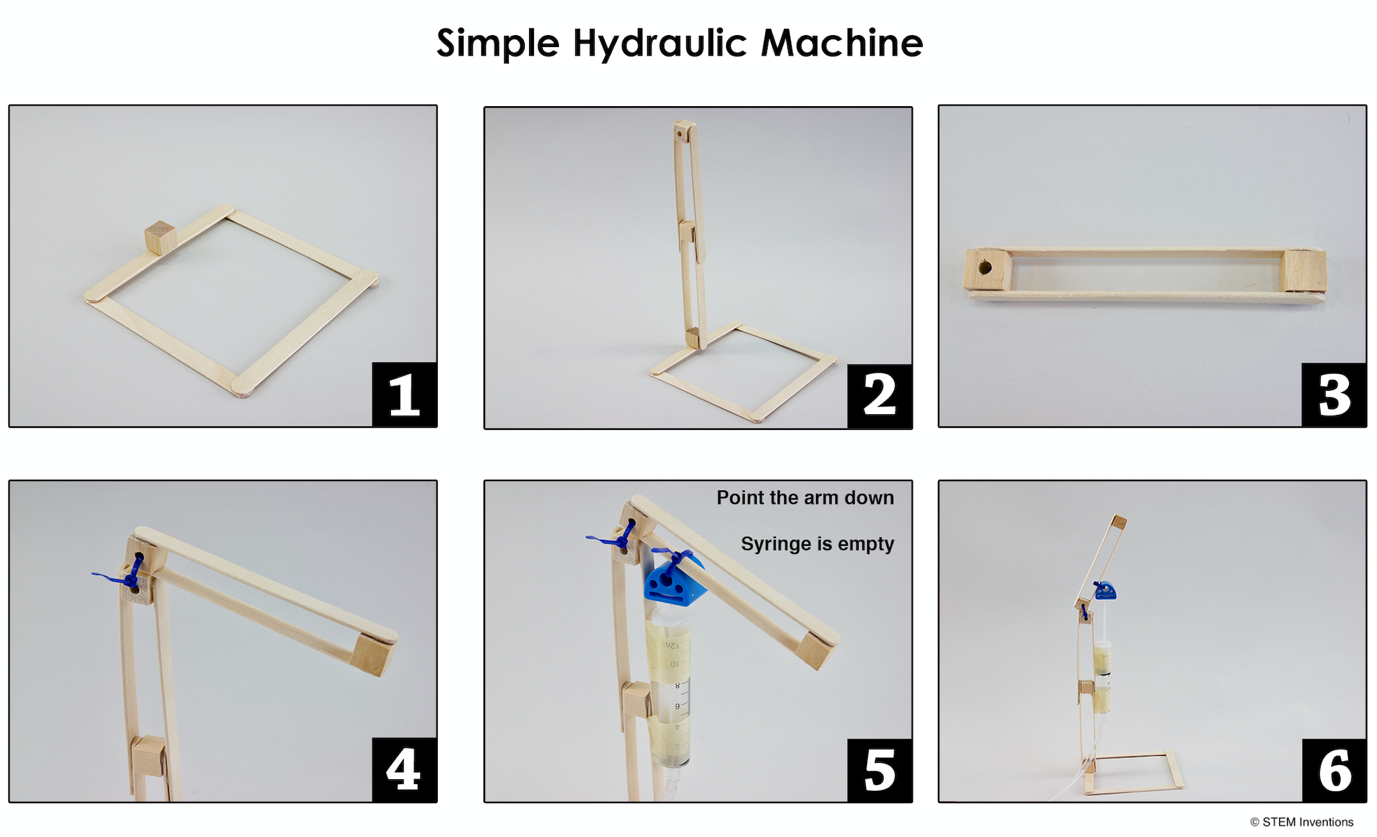 Simple Hydraulic Machine
1
2
3
Point the arm down
Syringe is empty
4
5
6
© STEM Inventions